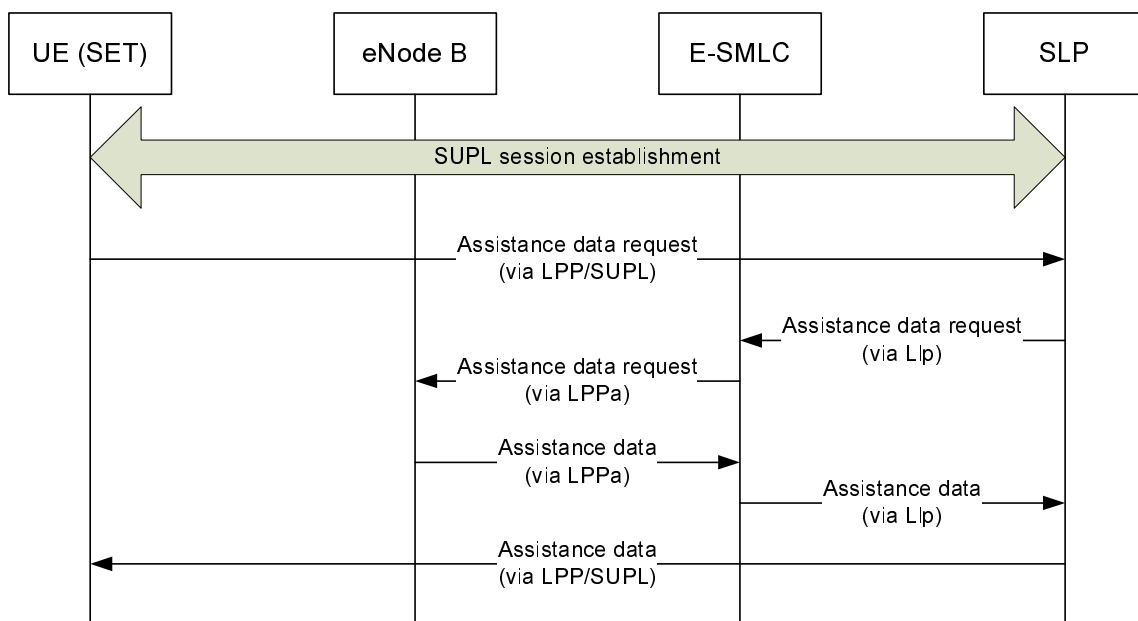 UE (SET)
eNode B
E-SMLC
SLP
SUPL session establishment
Assistance data request
(via LPP/SUPL)
Assistance data request
(via Llp)
Assistance data request
(via LPPa)
Assistance data
(via LPPa)
Assistance data
(via Llp)
Assistance data
(via LPP/SUPL)